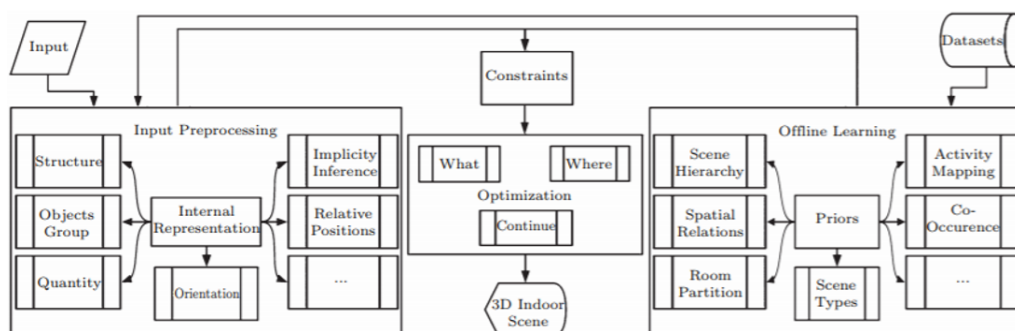 Input
Datasets
Constraints
Input Preprocessing
Structure
Implicity
Inference
Objects
Group
Internal
Representation
Relative
Positions
Quantity
Orientation
...
What
Where
Optimization
Continue
3D Indoor
Scene
Offline Learning
Scene
Hierarchy
Activity
Mapping
Spatial
Relations
Priors
Co-
Occurence
Room
Partition
Scene
Types
...